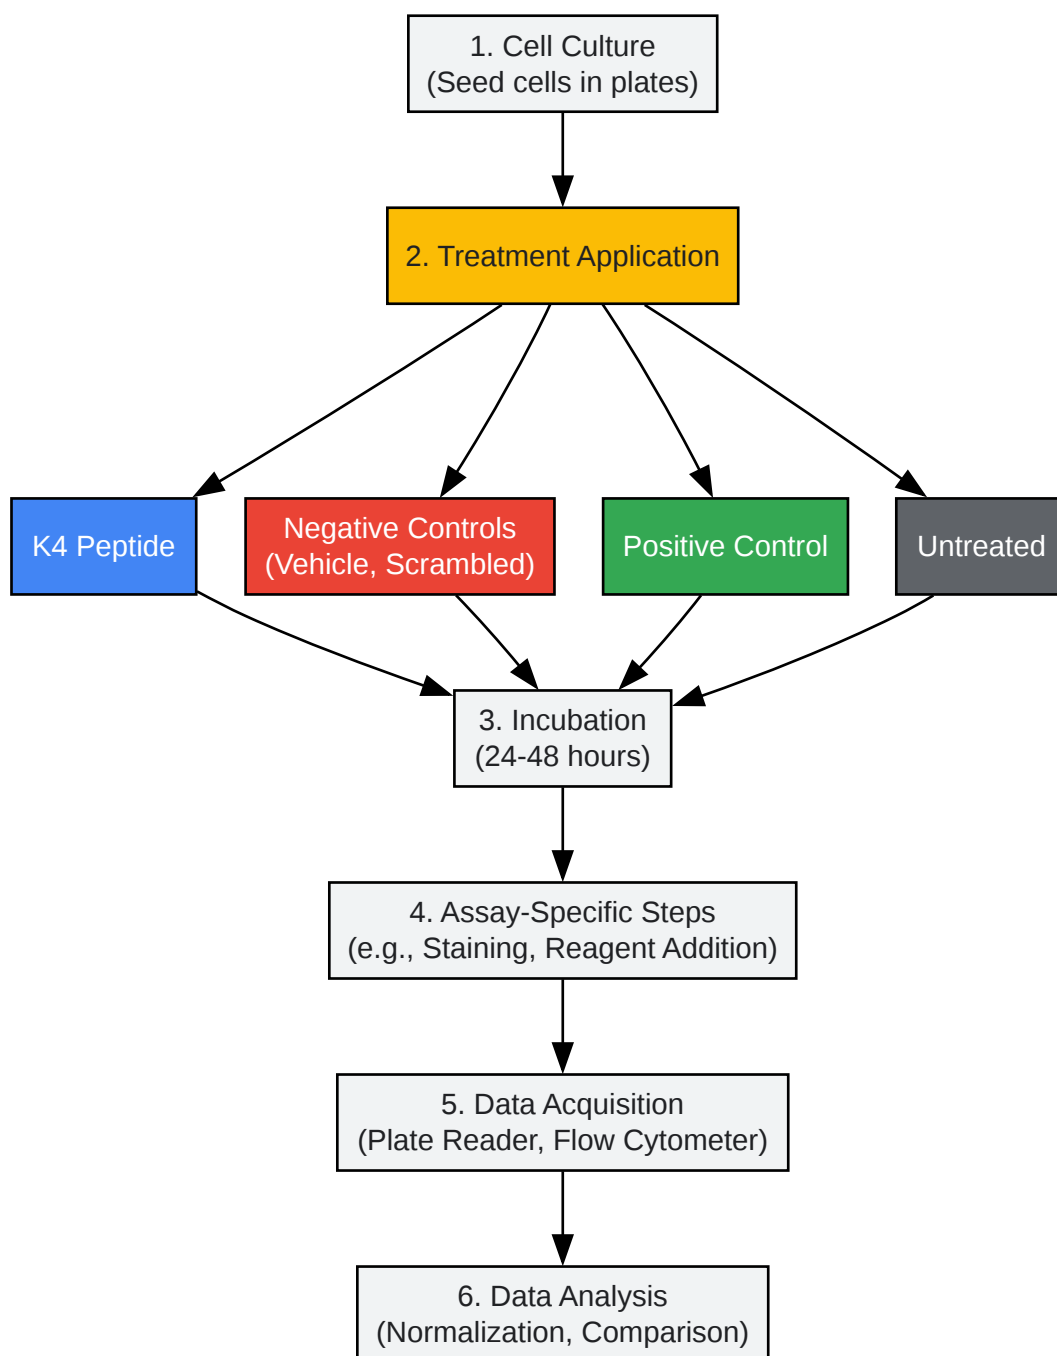 1. Cell Culture
(Seed cells in plates)
2. Treatment Application
K4 Peptide
Negative Controls
(Vehicle, Scrambled)
Positive Control
Untreated
3. Incubation
(24-48 hours)
4. Assay-Specific Steps
(e.g., Staining, Reagent Addition)
5. Data Acquisition
(Plate Reader, Flow Cytometer)
6. Data Analysis
(Normalization, Comparison)